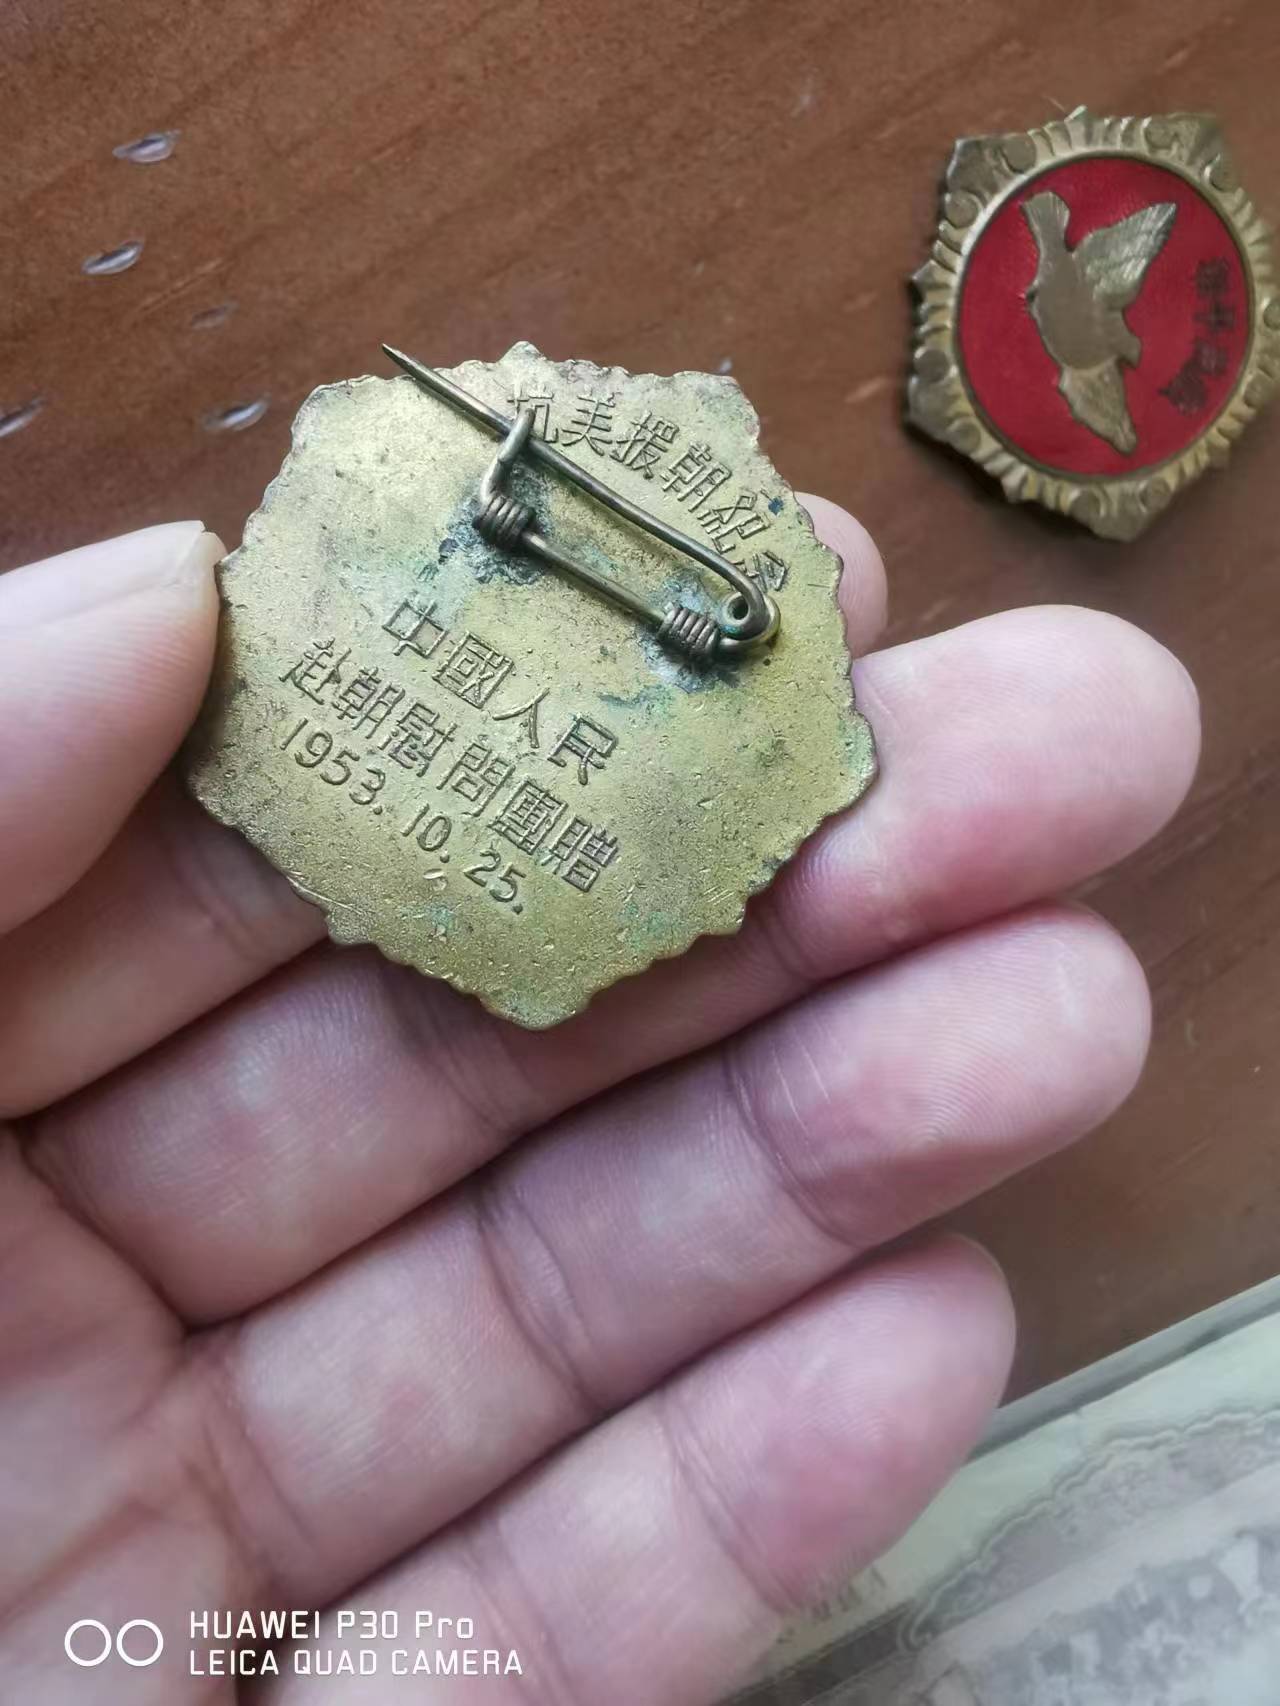 抗美援朝紀念
中國人民
赴朝慰問團贈
1953.10.25.
HUAWEI P30 Pro
LEICA QUAD CAMERA